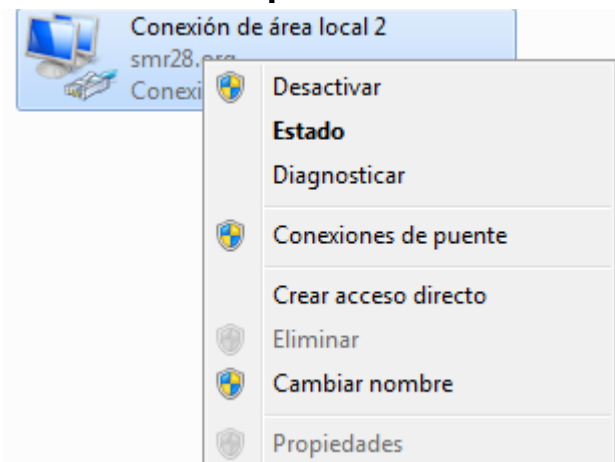 Conexión de área local 2
smr28.org
Conexi
Desactivar
Estado
Diagnosticar
Conexiones de puente
Crear acceso directo
Eliminar
Cambiar nombre
Propiedades